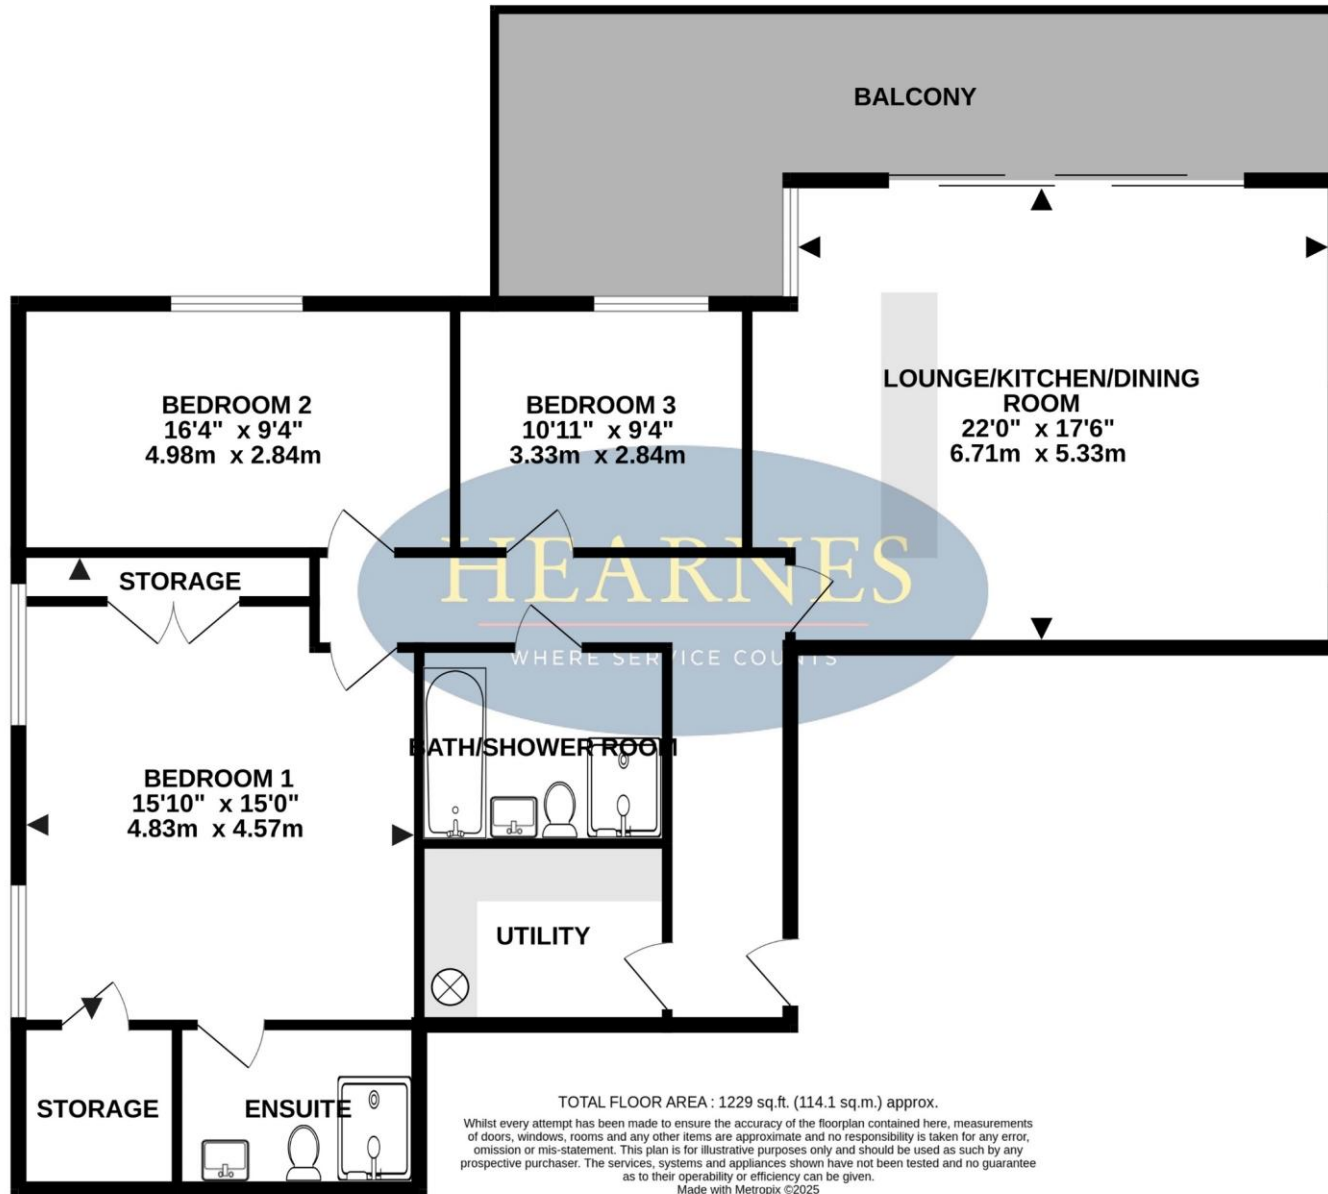 BALCONY
LOUNGE/KITCHEN/DINING
ROOM
22'0" x 17'6"
6.71m x 5.33m
BEDROOM 2
16'4" x 9'4"
4.98m x 2.84m
BEDROOM 3
10'11" x 9'4"
3.33m x 2.84m
HEARNES
WHERE SERVICE COUNTS
STORAGE
BEDROOM 1
15'10" x 15'0"
4.83m x 4.57m
BATH/SHOWER ROOM
UTILITY
STORAGE
ENSUITE
TOTAL FLOOR AREA : 1229 sq.ft. (114.1 sq.m.) approx.
Whilst every attempt has been made to ensure the accuracy of the floorplan contained here, measurements
of doors, windows, rooms and any other items are approximate and no responsibility is taken for any error,
omission or mis-statement. This plan is for illustrative purposes only and should be used as such by any
prospective purchaser. The services, systems and appliances shown have not been tested and no guarantee
as to their operability or efficiency can be given.
Made with Metropix ©2025